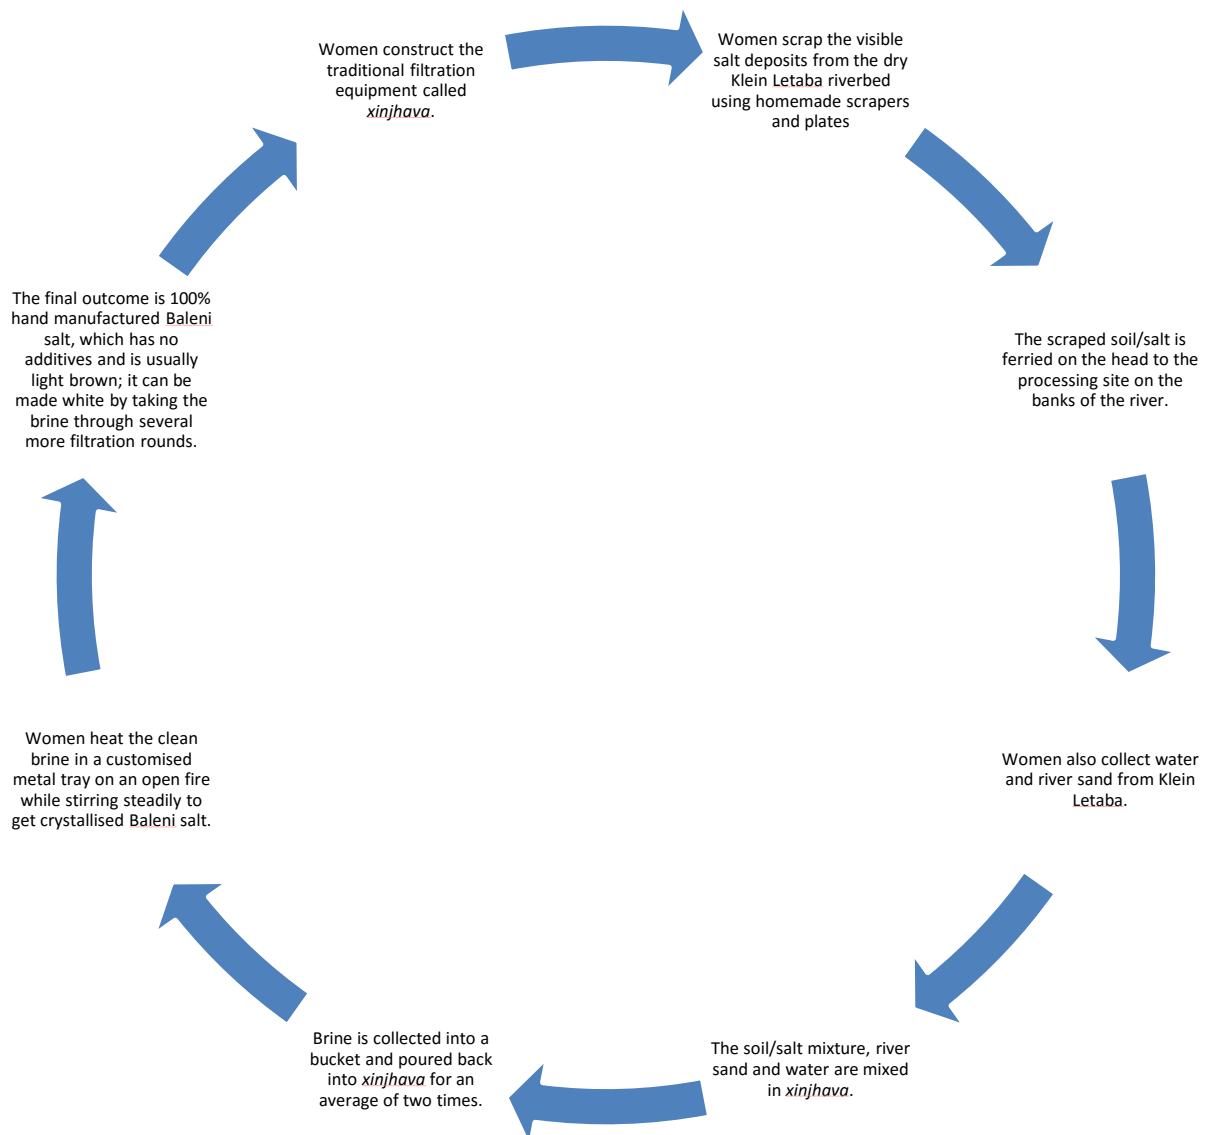 Women construct the
traditional filtration
equipment called
xinjhava.
Women scrap the visible
salt deposits from the dry
Klein Letaba riverbed
using homemade scrapers
and plates
The scraped soil/salt is
ferried on the head to the
processing site on the
banks of the river.
Women also collect water
and river sand from Klein
Letaba.
The soil/salt mixture, river
sand and water are mixed
in xinjhava.
Brine is collected into a
bucket and poured back
into xinjhava for an
average of two times.
Women heat the clean
brine in a customised
metal tray on an open fire
while stirring steadily to
get crystallised Baleni salt.
The final outcome is 100%
hand manufactured Baleni
salt, which has no
additives and is usually
light brown; it can be
made white by taking the
brine through several
more filtration rounds.